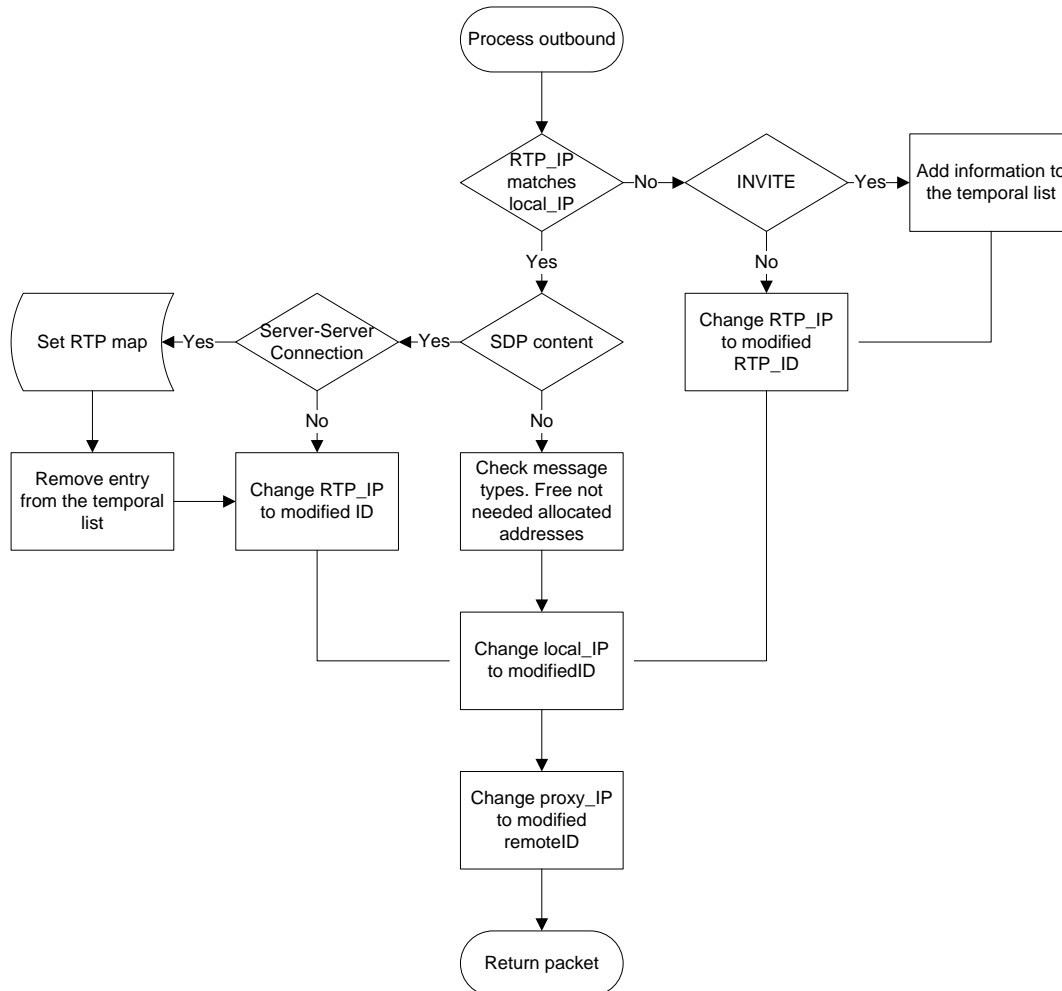 Process outbound
RTP_IP
matches
local_IP
No
INVITE
Yes
Add information to
the temporal list
Yes
No
Set RTP map
Yes
Server-Server
Connection
Yes
SDP content
Change RTP_IP
to modified
RTP_ID
No
No
Remove entry
from the temporal
list
Change RTP_IP
to modified ID
Check message
types. Free not
needed allocated
addresses
Change local_IP
to modifiedID
Change proxy_IP
to modified
remoteID
Return packet